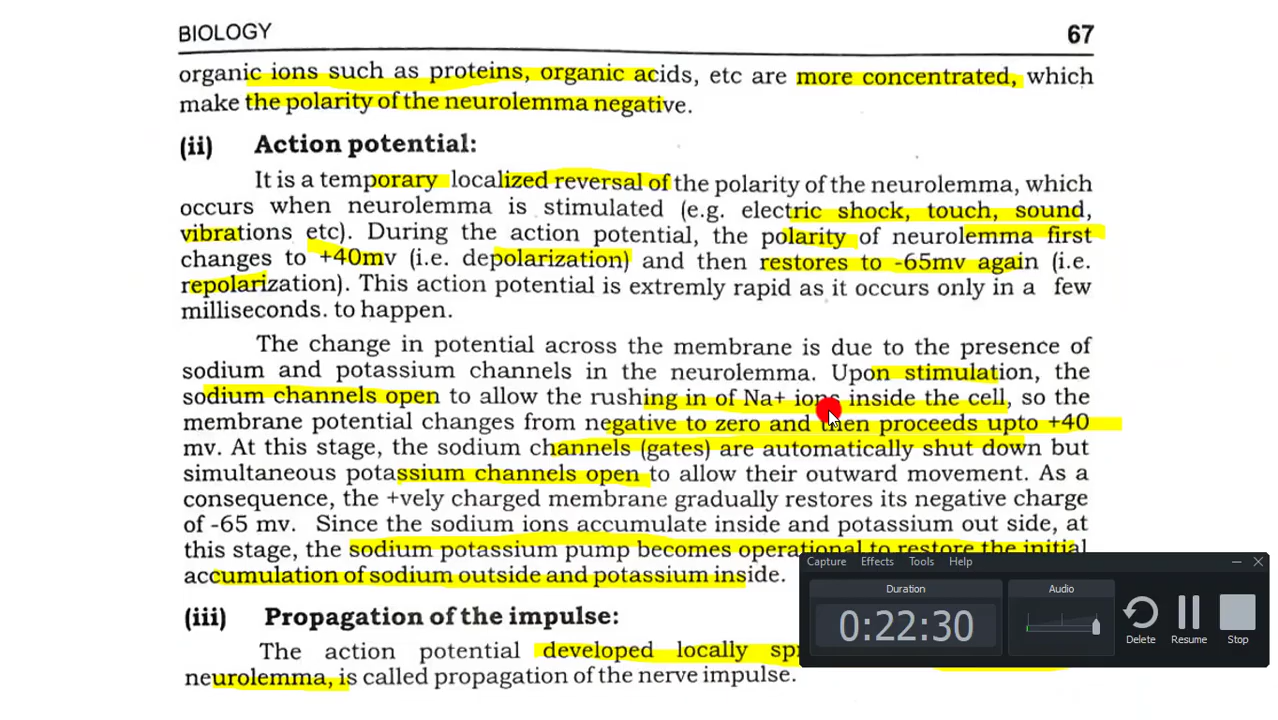 BIOLOGY 67
organic ions such as proteins, organic acids, etc are more concentrated, which
make the polarity of the neurolemma negative.
(ii) Action potential:
It is a temporary localized reversal of the polarity of the neurolemma, which
occurs when neurolemma is stimulated (e.g. electric shock, touch, sound,
vibrations etc). During the action potential, the polarity of neurolemma first
changes to +40mv (i.e. depolarization) and then restores to -65mv again (i.e.
repolarization). This action potential is extremly rapid as it occurs only in a few
milliseconds. to happen.
The change in potential across the membrane is due to the presence of
sodium and potassium channels in the neurolemma. Upon stimulation, the
sodium channels open to allow the rushing in of Na+ ions inside the cell, so the
membrane potential changes from negative to zero and then proceeds upto +40
mv. At this stage, the sodium channels (gates) are automatically shut down but
simultaneous potassium channels open to allow their outward movement. As a
consequence, the +vely charged membrane gradually restores its negative charge
of -65 mv. Since the sodium ions accumulate inside and potassium out side, at
this stage, the sodium potassium pump becomes operational to restore the initial
accumulation of sodium outside and potassium inside.
(iii) Propagation of the impulse:
The action potential developed locally
neurolemma, is called propagation of the nerve impulse.
Capture Effects Tools Help
Duration Audio
0:22:30
Delete Resume Stop